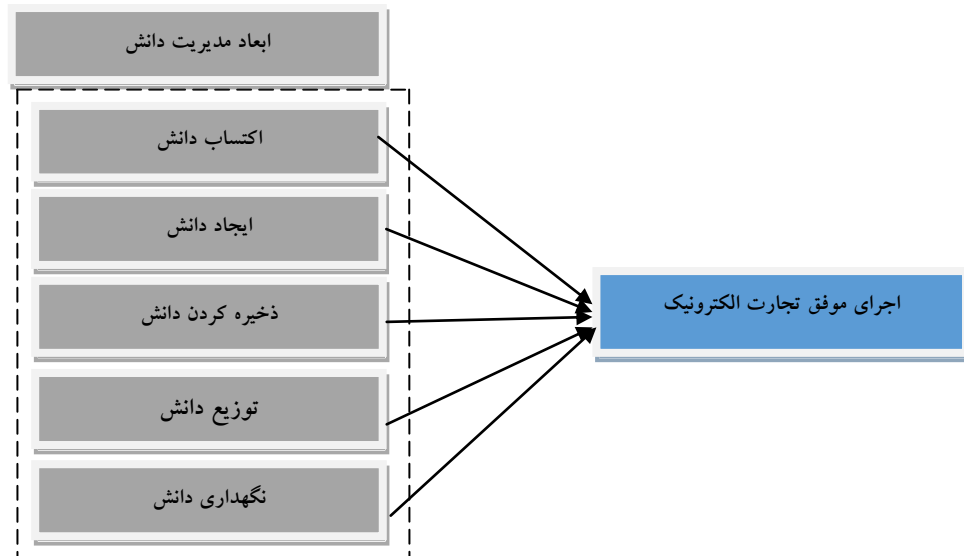 ابعاد مدیریت دانش
اکتساب دانش
ایجاد دانش
ذخیره کردن دانش
توزیع دانش
نگهداری دانش
اجرای موفق تجارت الکترونیک